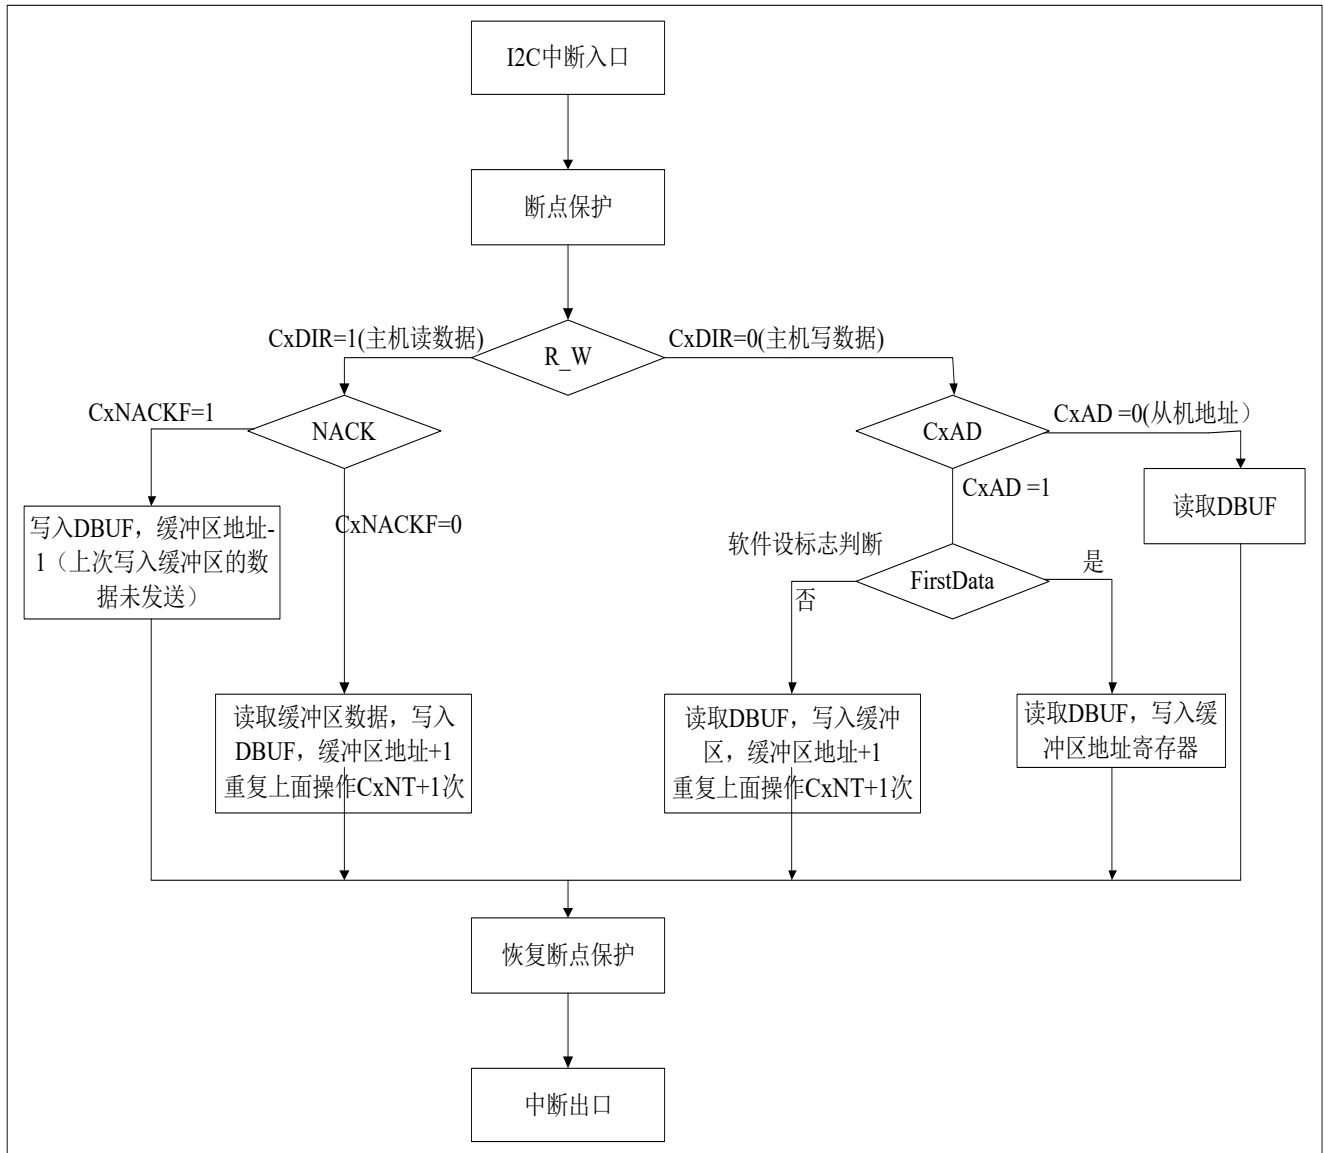 I2C中断入口
断点保护
CxDIR=1(主机读数据)
R_W
CxDIR=0(主机写数据)
CxNACKF=1
NACK
CxAD
CxAD =0(从机地址）
CxAD =1
读取DBUF
写入DBUF，缓冲区地址-
1（上次写入缓冲区的数
据未发送）
CxNACKF=0
软件设标志判断
FirstData
是
否
读取缓冲区数据，写入
DBUF，缓冲区地址+1
重复上面操作CxNT+1次
读取DBUF，写入缓冲
区，缓冲区地址+1
重复上面操作CxNT+1次
读取DBUF，写入缓
冲区地址寄存器
恢复断点保护
中断出口